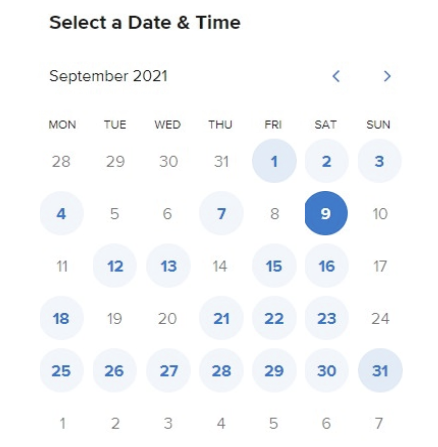 Select a Date & Time
September 2021
MON TUE WED THU FRI SAT SUN
28 29 30 31 1 2 3
4 5 6 7 8 9 10
11 12 13 14 15 16 17
18 19 20 21 22 23 24
25 26 27 28 29 30 31
1 2 3 4 5 6 7